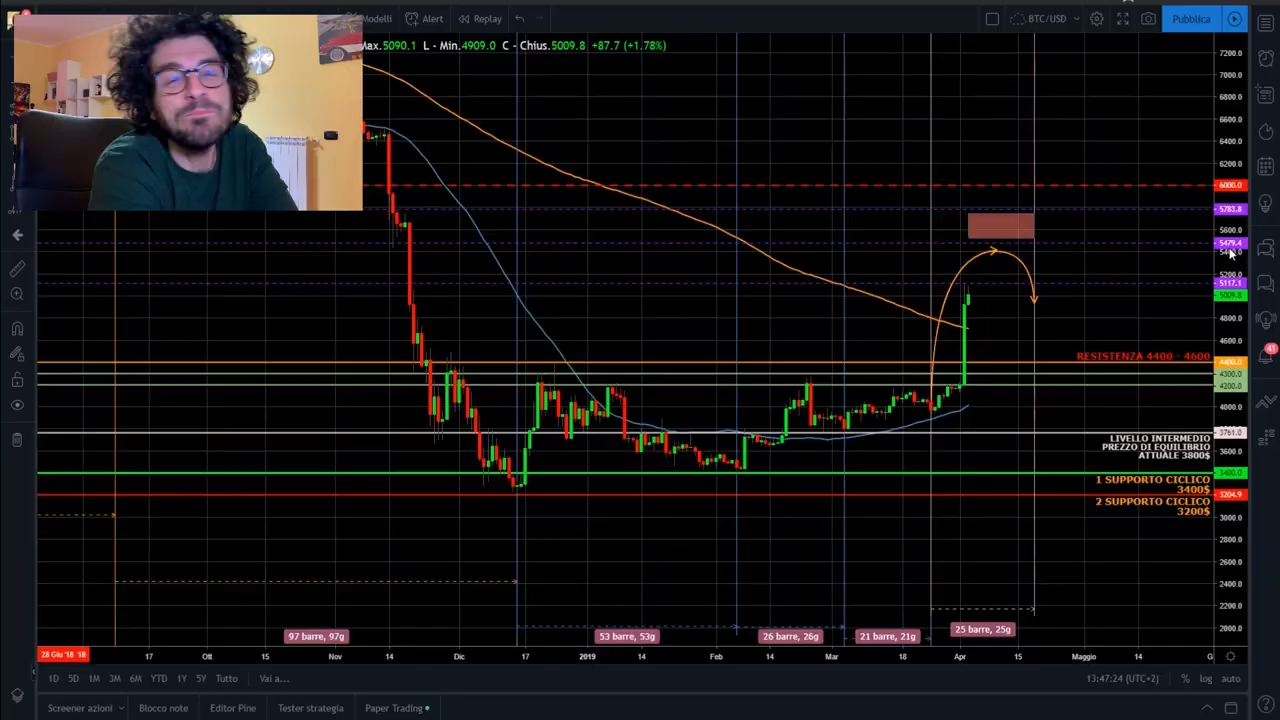 Modelli Alert Replay BTC/USD Pubblica
Max.5090.1 L - Min.4909.0 C - Chius.5009.8 +87.7 (+1.78%)
7200.0
7000.0
6800.0
6600.0
6400.0
6200.0
6000.0
5783.8
5600.0
5479.4
5200.0
5117.1
5009.8
4800.0
4600.0
RESISTENZA 4400 - 4600
4400.0
4300.0
4200.0
4000.0
3761.0
LIVELLO INTERMEDIO
PREZZO DI EQUILIBRIO
ATTUALE 3800$
3600.0
3400.0
1 SUPPORTO CICLICO
3400$
3204.9
2 SUPPORTO CICLICO
3200$
3000.0
2800.0
2600.0
2400.0
2200.0
2000.0
97 barre, 97g
53 barre, 53g
26 barre, 26g
21 barre, 21g
25 barre, 25g
41
28 Giu '18 '18 17 Ott 15 Nov 14 Dic 17 2019 14 Feb 14 Mar 18 Apr 15 Maggio 14 G
1D 5D 1M 3M 6M YTD 1Y 5Y Tutto Vai a... 13:47:24 (UTC+2) % log auto
Screener azioni Blocco note Editor Pine Tester strategia Paper Trading